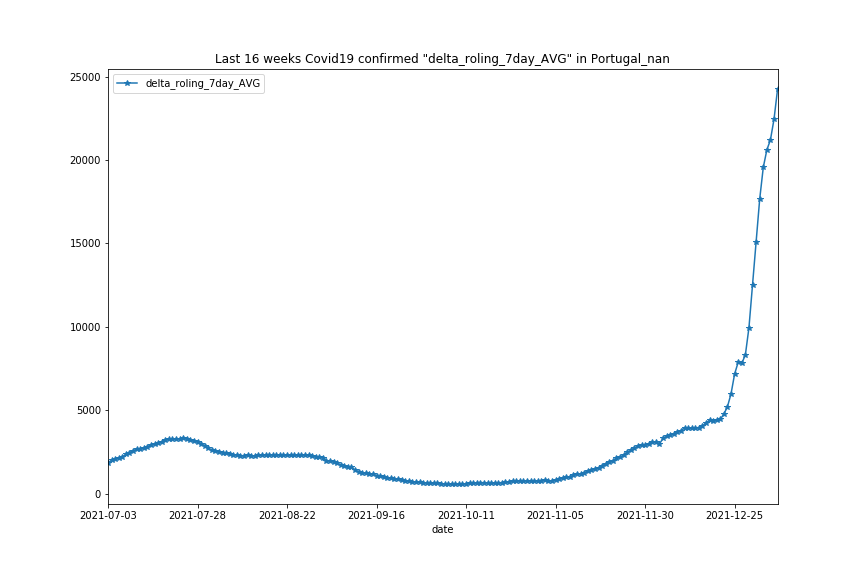 Last 16 weeks Covid19 confirmed "delta_roling_7day_AVG" in Portugal_nan
delta_roling_7day_AVG
25000
20000
15000
10000
5000
0
2021-07-03 2021-07-28 2021-08-22 2021-09-16 2021-10-11 2021-11-05 2021-11-30 2021-12-25
date